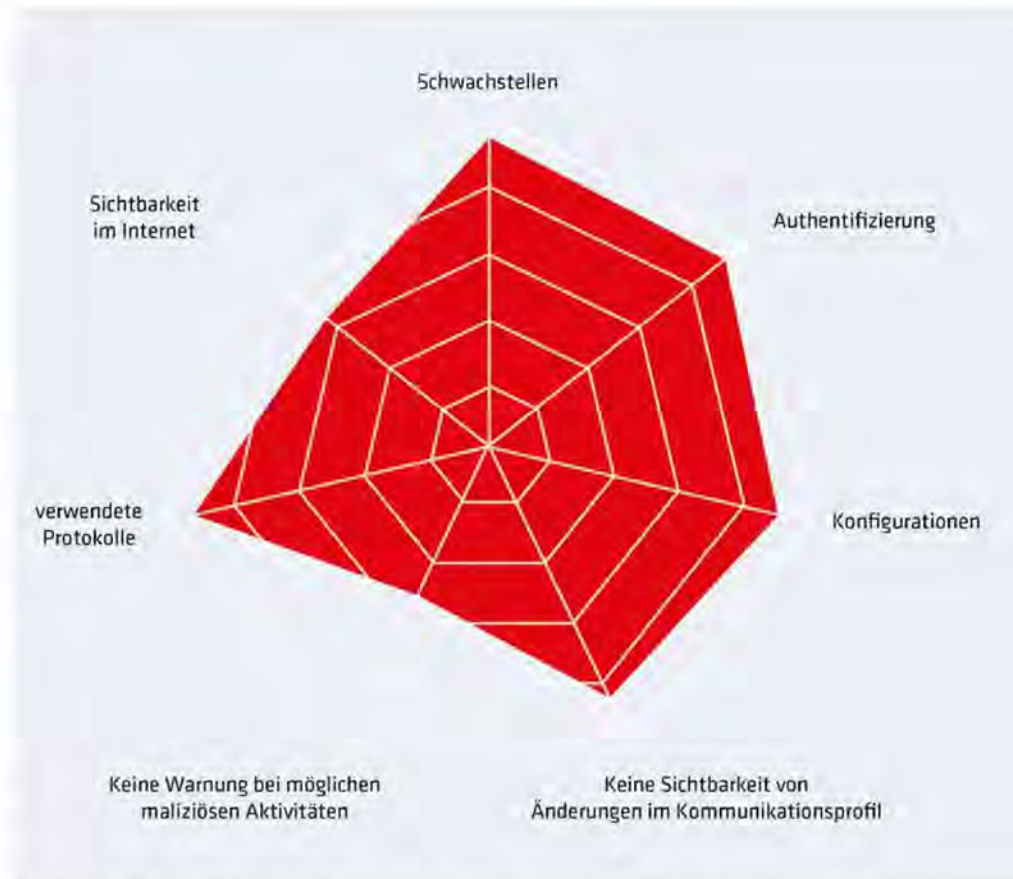 Schwachstellen
Sichtbarkeit
im Internet
Authentifizierung
verwendete
Protokolle
Konfigurationen
Keine Warnung bei möglichen
maliziösen Aktivitäten
Keine Sichtbarkeit von
Änderungen im Kommunikationsprofil